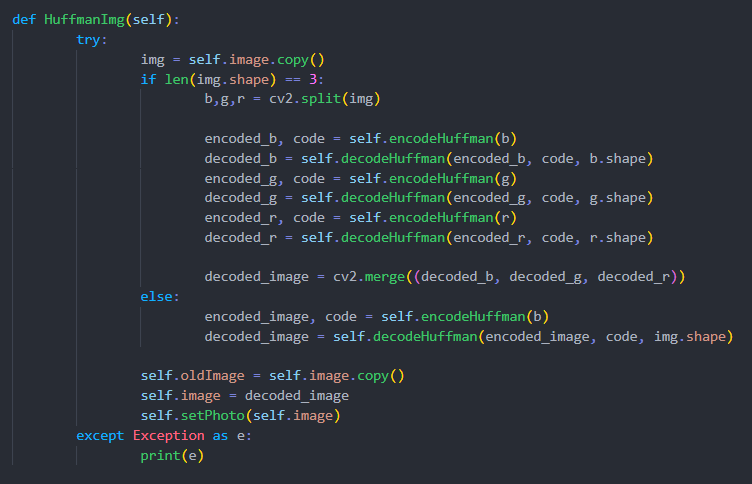 def HuffmanImg(self):
try:
img = self.image.copy()
if len(img.shape) == 3:
b,g,r = cv2.split(img)
encoded_b, code = self.encodeHuffman(b)
decoded_b = self.decodeHuffman(encoded_b, code, b.shape)
encoded_g, code = self.encodeHuffman(g)
decoded_g = self.decodeHuffman(encoded_g, code, g.shape)
encoded_r, code = self.encodeHuffman(r)
decoded_r = self.decodeHuffman(encoded_r, code, r.shape)
decoded_image = cv2.merge((decoded_b, decoded_g, decoded_r))
else:
encoded_image, code = self.encodeHuffman(b)
decoded_image = self.decodeHuffman(encoded_image, code, img.shape)
self.oldImage = self.image.copy()
self.image = decoded_image
self.setPhoto(self.image)
except Exception as e:
print(e)